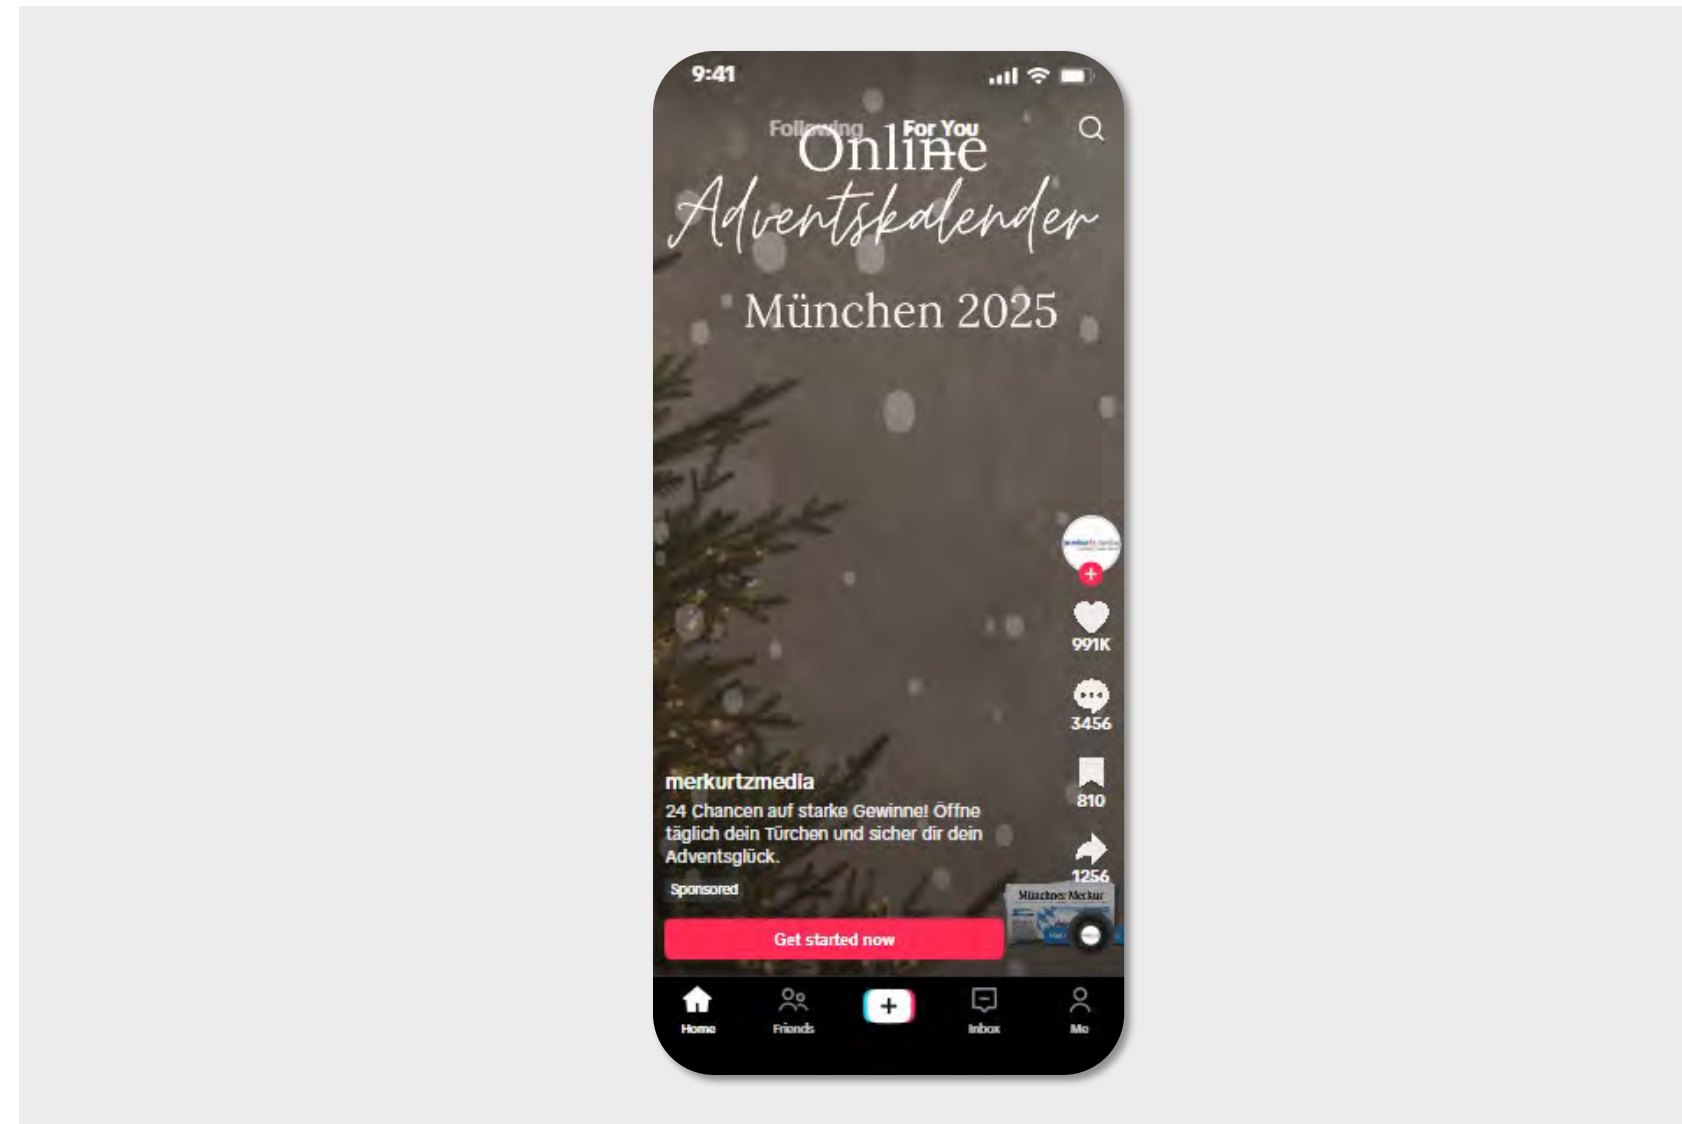 9:41
Following
For You
Online
Adventskalender
München 2025
991K
3456
810
1256
merkurtzmedia
24 Chancen auf starke Gewinne! Öffne
täglich dein Türchen und sicher dir dein
Adventsglück.
Sponsored
Münchner Merkur
Get started now
Home
Friends
Inbox
Me